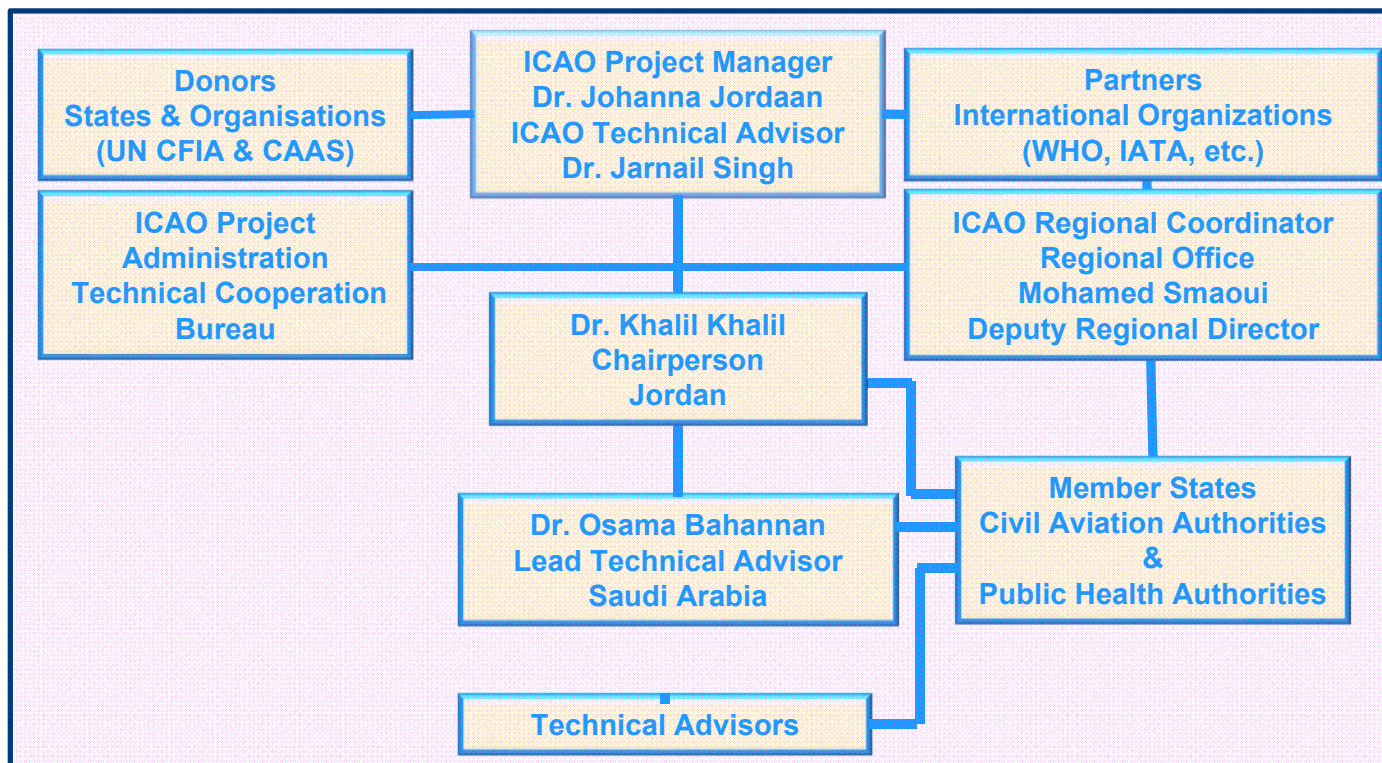 Donors
States & Organisations
(UN CFIA & CAAS)
ICAO Project Manager
Dr. Johanna Jordaan
ICAO Technical Advisor
Dr. Jarnail Singh
Partners
International Organizations
(WHO, IATA, etc.)
ICAO Project
Administration
Technical Cooperation
Bureau
ICAO Regional Coordinator
Regional Office
Mohamed Smaoui
Deputy Regional Director
Dr. Khalil Khalil
Chairperson
Jordan
Dr. Osama Bahannan
Lead Technical Advisor
Saudi Arabia
Member States
Civil Aviation Authorities
&
Public Health Authorities
Technical Advisors